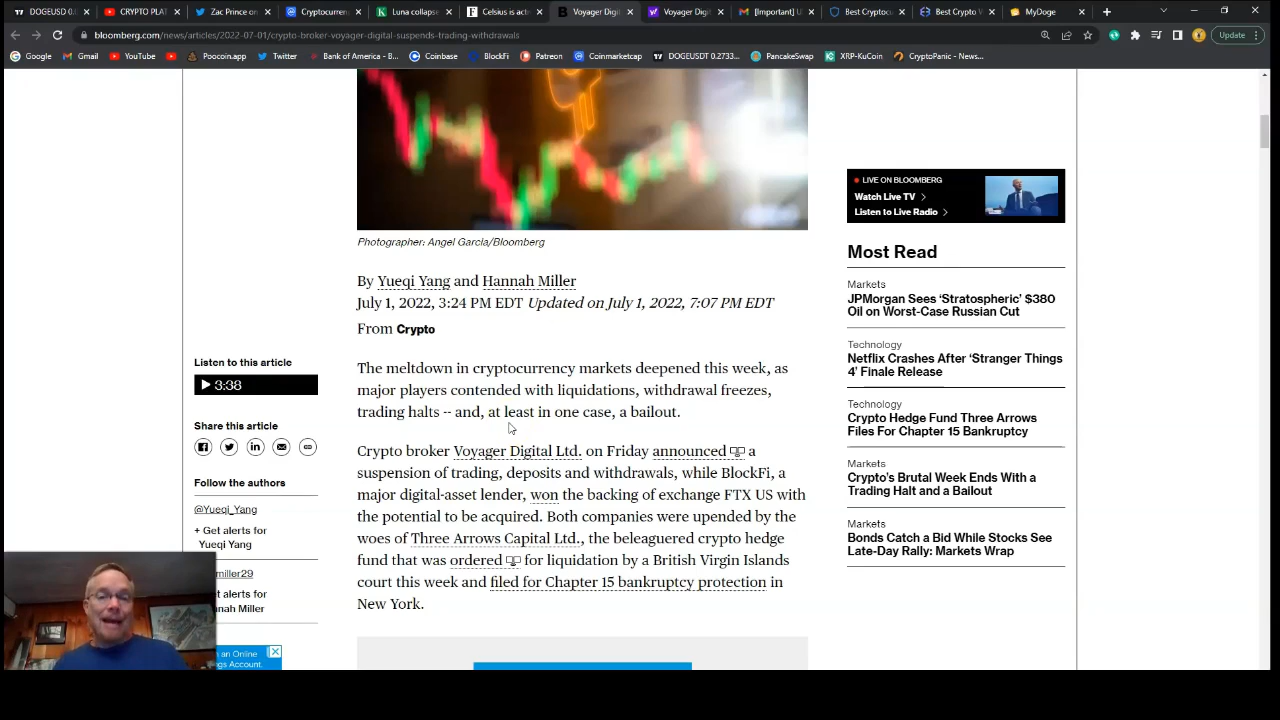 DOGEUSD 0.0
CRYPTO PLAT
Zac Prince on
Cryptocurren
Luna collapse
Celsius is acti
Voyager Digit
Voyager Digit
[Important] U
Best Cryptocu
Best Crypto W
MyDoge
bloomberg.com/news/articles/2022-07-01/crypto-broker-voyager-digital-suspends-trading-withdrawals
Update
Google
Gmail
YouTube
Poocoin.app
Twitter
Bank of America – B...
Coinbase
BlockFi
Patreon
Coinmarketcap
DOGEUSDT 0.2733...
PancakeSwap
XRP-KuCoin
CryptoPanic - News...
Photographer: Angel Garcia/Bloomberg
By Yueqi Yang and Hannah Miller
July 1, 2022, 3:24 PM EDT Updated on July 1, 2022, 7:07 PM EDT
From Crypto
Listen to this article
3:38
Share this article
Follow the authors
@Yueqi_Yang
+ Get alerts for
Yueqi Yang
miller29
et alerts for
nnah Miller
an Online
gs Account.
The meltdown in cryptocurrency markets deepened this week, as
major players contended with liquidations, withdrawal freezes,
trading halts -- and, at least in one case, a bailout.
Crypto broker Voyager Digital Ltd. on Friday announced a
suspension of trading, deposits and withdrawals, while BlockFi, a
major digital-asset lender, won the backing of exchange FTX US with
the potential to be acquired. Both companies were upended by the
woes of Three Arrows Capital Ltd., the beleaguered crypto hedge
fund that was ordered for liquidation by a British Virgin Islands
court this week and filed for Chapter 15 bankruptcy protection in
New York.
LIVE ON BLOOMBERG
Watch Live TV
Listen to Live Radio
Most Read
Markets
JPMorgan Sees ‘Stratospheric’ $380
Oil on Worst-Case Russian Cut
Technology
Netflix Crashes After ‘Stranger Things
4’ Finale Release
Technology
Crypto Hedge Fund Three Arrows
Files For Chapter 15 Bankruptcy
Markets
Crypto’s Brutal Week Ends With a
Trading Halt and a Bailout
Markets
Bonds Catch a Bid While Stocks See
Late-Day Rally: Markets Wrap